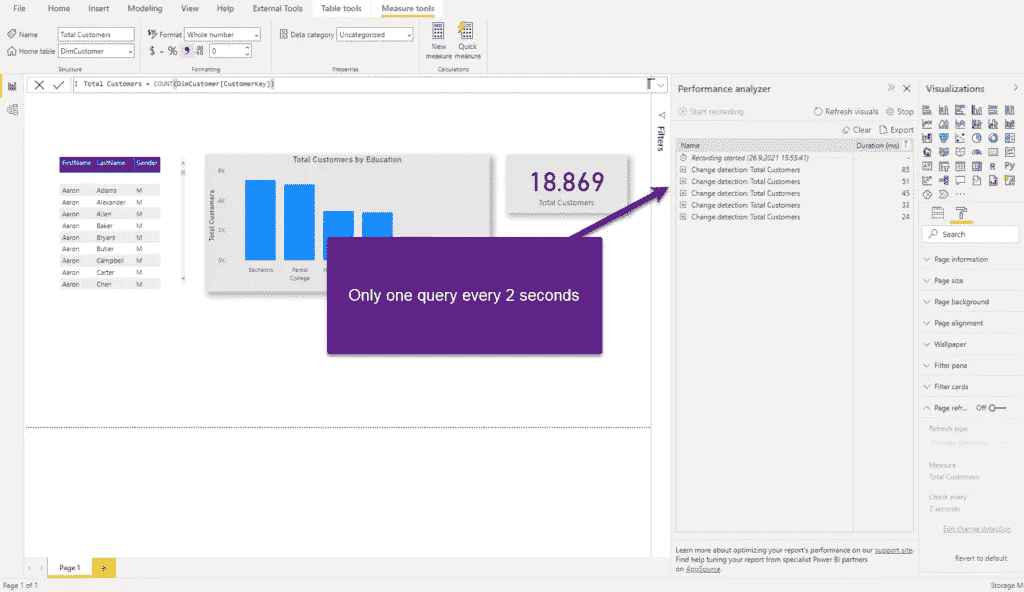 File Home Insert Modeling View Help External Tools Table tools Measure tools
Name Total Customers
Home table DimCustomer
Structure
Format Whole number
$ % 0
Formatting
Data category Uncategorized
Properties
New measure
Quick measure
Calculations
1 Total Customers = COUNT(DimCustomer[CustomerKey])
FirstName LastName Gender
Aaron Adams M
Aaron Alexander M
Aaron Allen M
Aaron Baker M
Aaron Bryant M
Aaron Butler M
Aaron Campbell M
Aaron Carter M
Aaron Chen M
Total Customers by Education
Total Customers
6K
4K
2K
0K
Bachelors
Partial College
18.869
Total Customers
Only one query every 2 seconds
Filters
Performance analyzer
Start recording Refresh visuals Stop
Clear Export
Name Duration (ms)
Recording started (26.9.2021 15:55:41) -
Change detection: Total Customers 85
Change detection: Total Customers 51
Change detection: Total Customers 45
Change detection: Total Customers 33
Change detection: Total Customers 24
Learn more about optimizing your report's performance on our support site.
Find help tuning your report from specialist Power BI partners
on AppSource.
Visualizations
R Py
Search
Page information
Page size
Page background
Page alignment
Wallpaper
Filter pane
Filter cards
Page refr... Off
Refresh type
Change detection
Measure
Total Customers
Check every
2 seconds
Edit change detection
Revert to default
Page 1
Page 1 of 1
Storage M